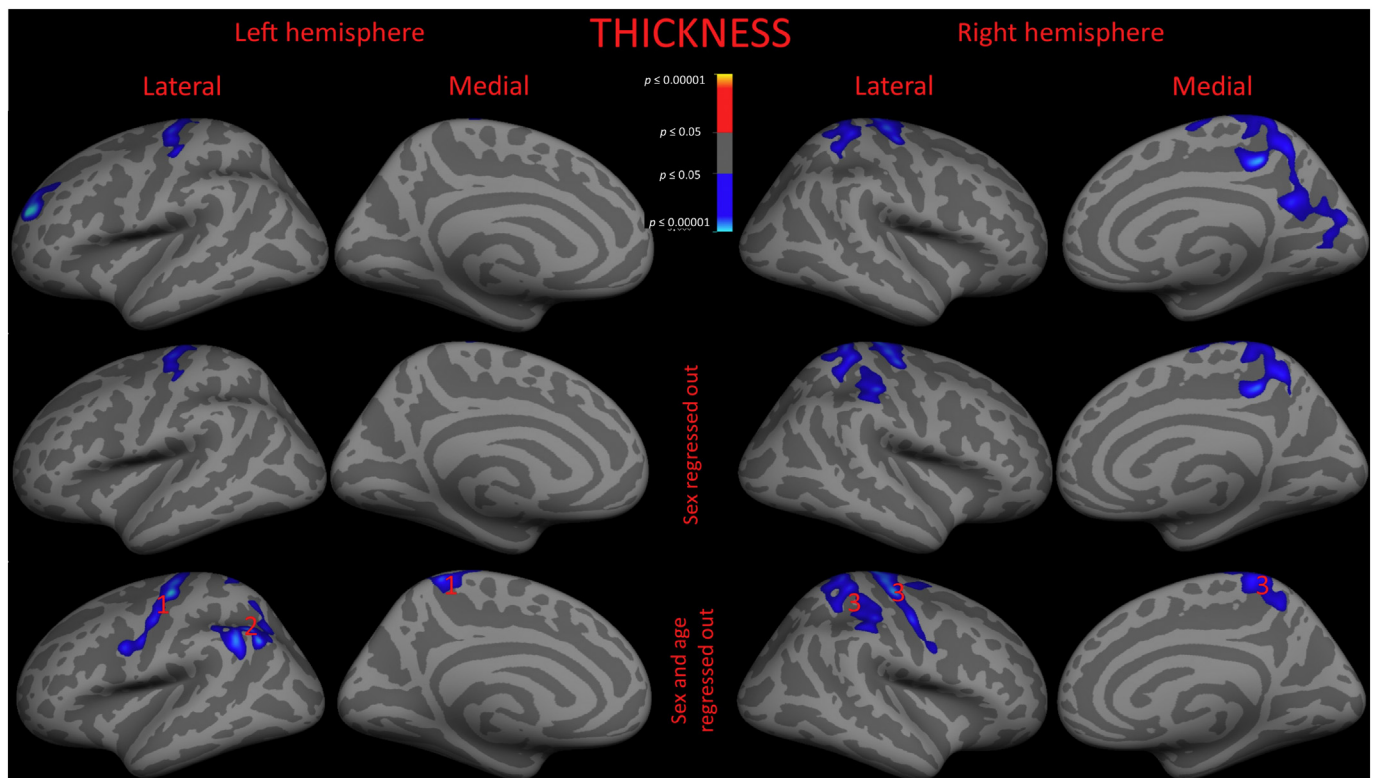 Left hemisphere
THICKNESS
Right hemisphere
Lateral
Medial
p ≤ 0.00001
p ≤ 0.05
p ≤ 0.05
p ≤ 0.00001
Lateral
Medial
Sex regressed out
Sex and age
regressed out
1
2
1
3
3
3